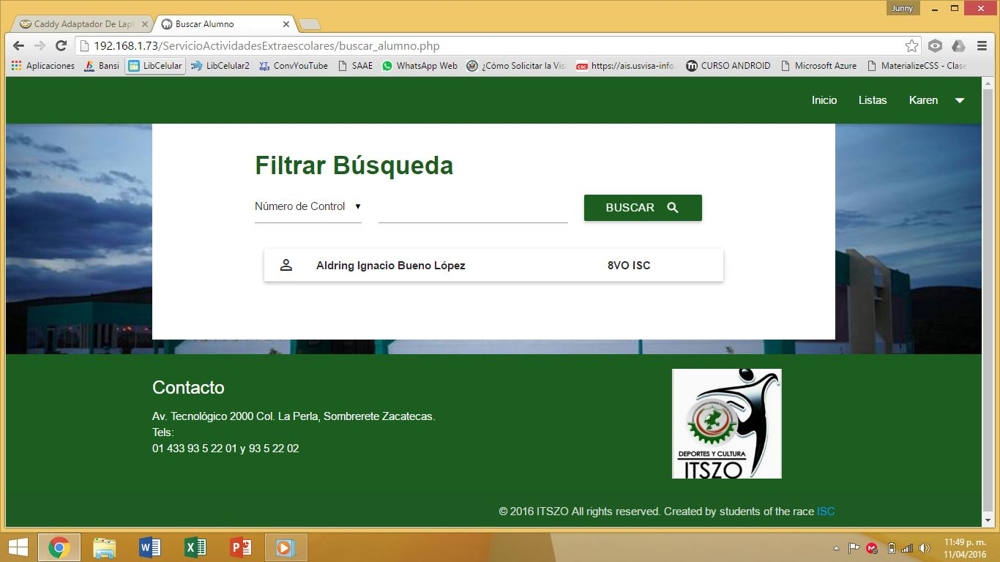 Junny
Caddy Adaptador De Lapt
Buscar Alumno
192.168.1.73/ServicioActividadesExtraescolares/buscar_alumno.php
Aplicaciones Bansi LibCelular LibCelular2 ConvYouTube SAAE WhatsApp Web ¿Cómo Solicitar la Visa https://ais.usvisa-info. CURSO ANDROID Microsoft Azure MaterializeCSS - Clase
Inicio Listas Karen
Filtrar Búsqueda
Número de Control BUSCAR
Aldring Ignacio Bueno López 8VO ISC
Contacto
Av. Tecnológico 2000 Col. La Perla, Sombrerete Zacatecas.
Tels:
01 433 93 5 22 01 y 93 5 22 02
DEPORTES Y CULTURA
ITSZO
© 2016 ITSZO All rights reserved. Created by students of the race ISC
11:49 p. m.
11/04/2016